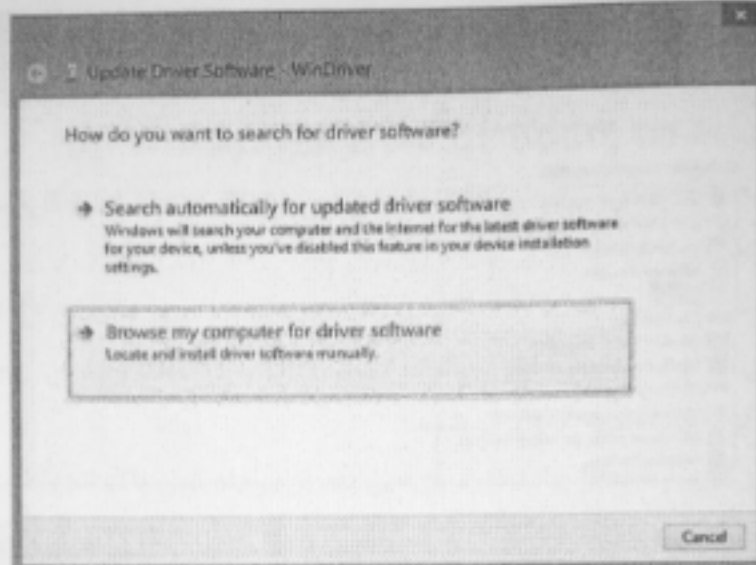 Update Driver Software - WinDriver
How do you want to search for driver software?
Search automatically for updated driver software
Windows will search your computer and the Internet for the latest driver software
for your device, unless you've disabled this feature in your device installation
settings.
Browse my computer for driver software
Locate and install driver software manually.
Cancel